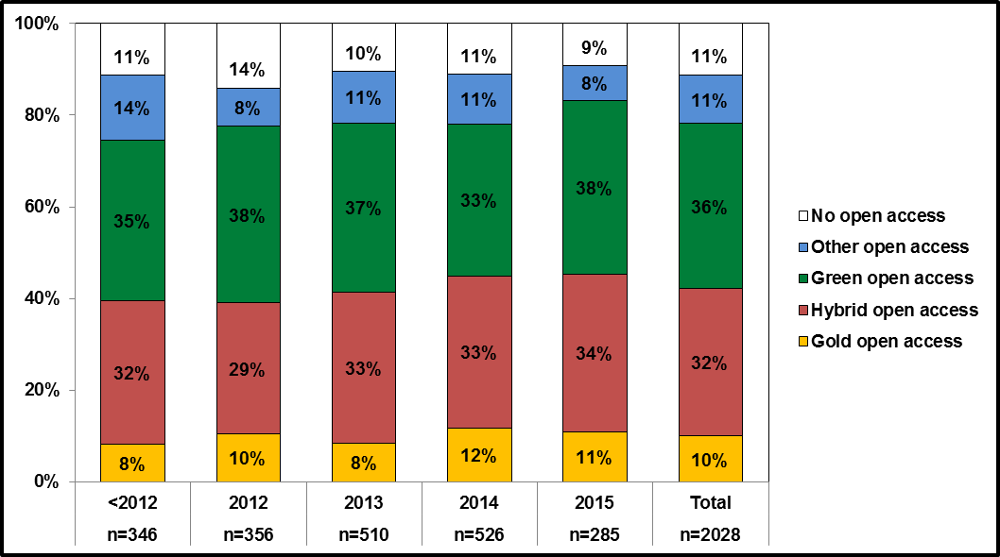 100%
80%
60%
40%
20%
0%
11% 14% 10% 11% 9% 11%
14% 8% 11% 11% 8% 11%
35% 38% 37% 33% 38% 36%
32% 29% 33% 33% 34% 32%
8% 10% 8% 12% 11% 10%
<2012 2012 2013 2014 2015 Total
n=346 n=356 n=510 n=526 n=285 n=2028
No open access
Other open access
Green open access
Hybrid open access
Gold open access